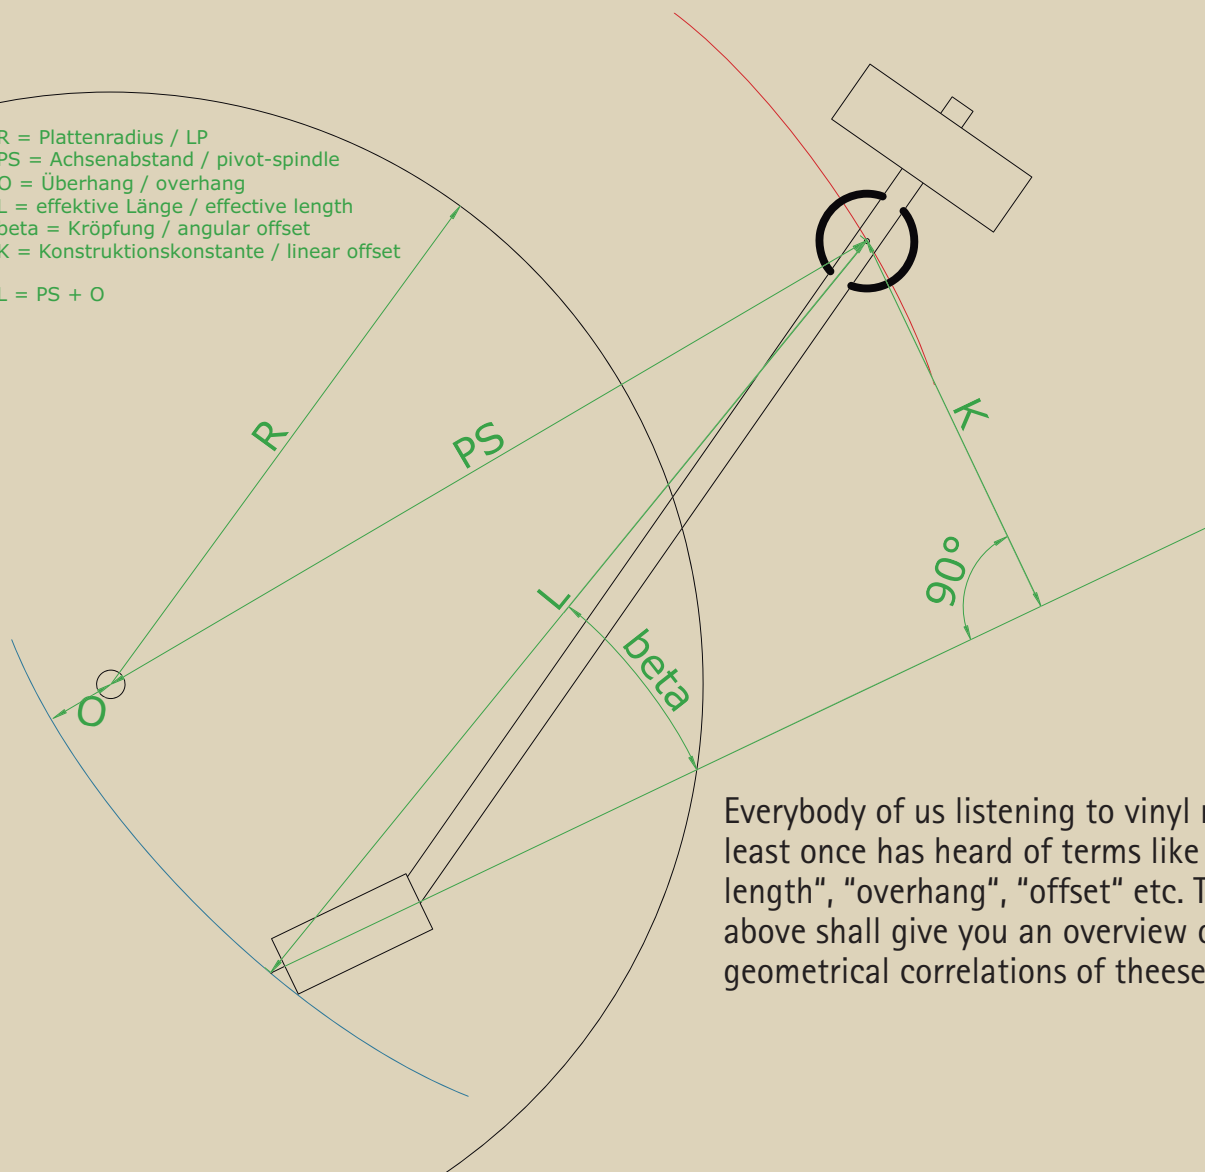 R = Plattenradius / LP
PS = Achsenabstand / pivot-spindle
O = Überhang / overhang
L = effektive Länge / effective length
beta = Kröpfung / angular offset
K = Konstruktionskonstante / linear offset
L = PS + O
R
PS
K
90°
L
beta
O
Everybody of us listening to vinyl
least once has heard of terms like
length“, “overhang“, “offset“ etc.
above shall give you an overview
geometrical correlations of theese